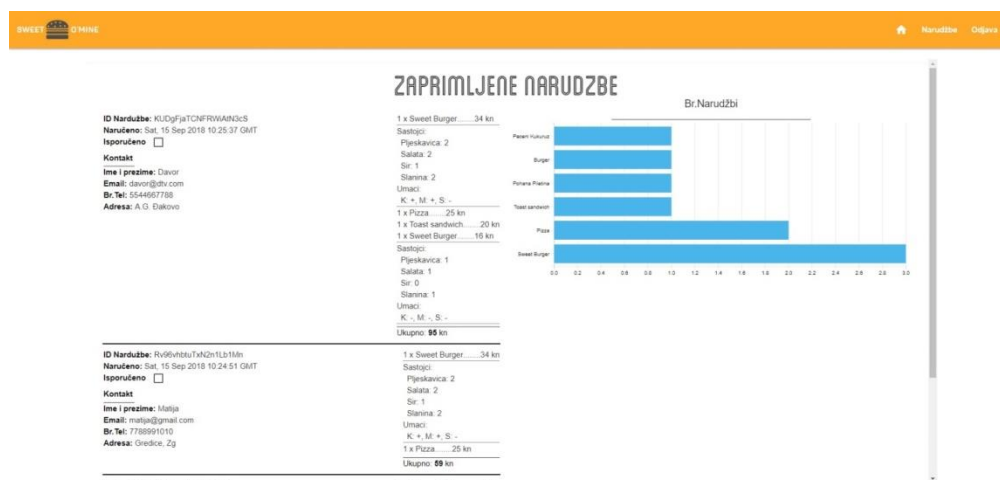 SWEET O'MINE
Narudžbe Odjava
ZAPRIMLJENE NARUDZBE
ID Nardužbe: KUDgFjaTCNFRWiAtN3cS
Naručeno: Sat, 15 Sep 2018 10:25:37 GMT
Isporučeno
Kontakt
Ime i prezime: Davor
Email: davor@dtv.com
Br.Tel: 5544667788
Adresa: A.G. Đakovo
1 x Sweet Burger........34 kn
Sastojci:
Pljeskavica: 2
Salata: 2
Sir: 1
Slanina: 2
Umaci:
K: +, M: +, S: -
1 x Pizza........25 kn
1 x Toast sandwich........20 kn
1 x Sweet Burger........16 kn
Sastojci:
Pljeskavica: 1
Salata: 1
Sir: 0
Slanina: 1
Umaci:
K: -, M: -, S: -
Ukupno: 95 kn
Br.Narudžbi
Burger
Pohana Piletina
Toast sandwich
Pizza
Sweet Burger
0.0 0.2 0.4 0.6 0.8 1.0 1.2 1.4 1.6 1.8 2.0 2.2 2.4 2.6 2.8 3.0
ID Nardužbe: Rv96vhbtuTxN2n1Lb1Mn
Naručeno: Sat, 15 Sep 2018 10:24:51 GMT
Isporučeno
Kontakt
Ime i prezime: Matija
Email: matija@gmail.com
Br.Tel: 7788991010
Adresa: Gredice, Zg
1 x Sweet Burger........34 kn
Sastojci:
Pljeskavica: 2
Salata: 2
Sir: 1
Slanina: 2
Umaci:
K: +, M: +, S: -
1 x Pizza........25 kn
Ukupno: 59 kn